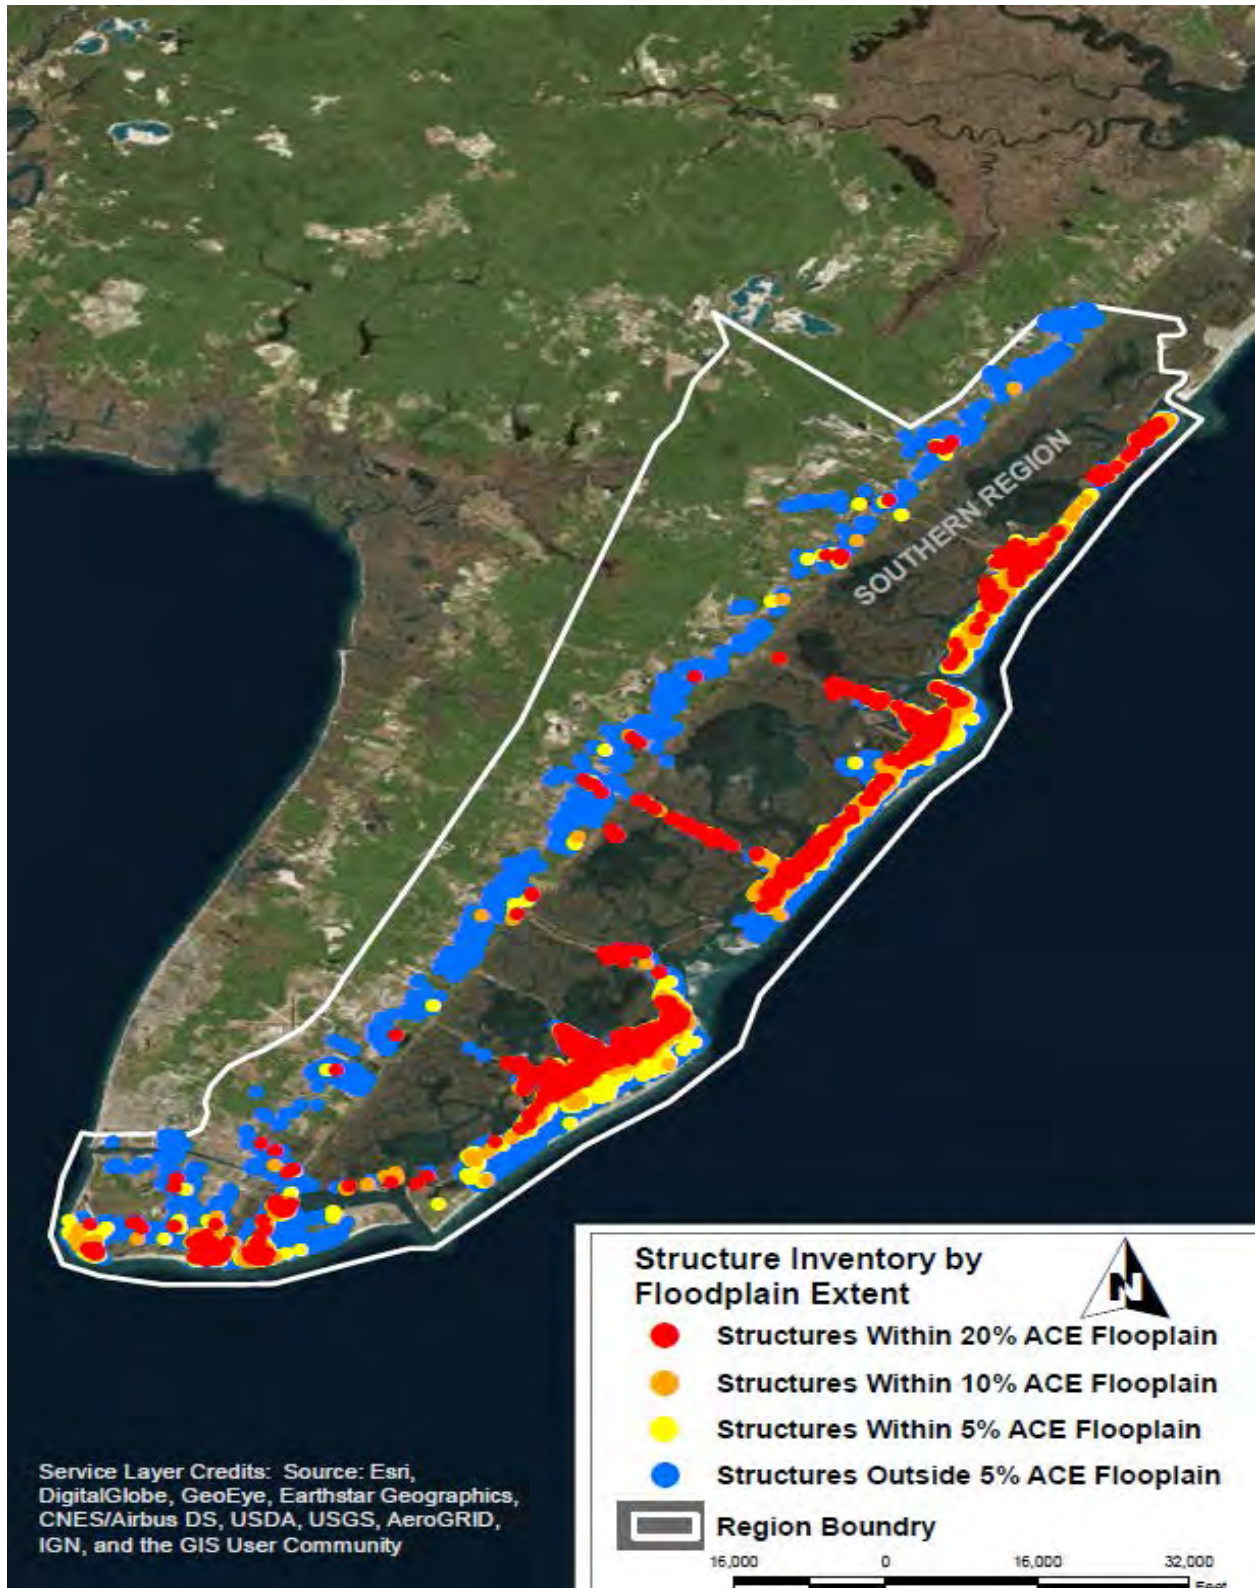 SOUTHERN REGION
Structure Inventory by
Floodplain Extent
N
Structures Within 20% ACE Flooplain
Structures Within 10% ACE Flooplain
Structures Within 5% ACE Flooplain
Structures Outside 5% ACE Flooplain
Region Boundry
16,000 0 16,000 32,000
Feet
Service Layer Credits: Source: Esri,
DigitalGlobe, GeoEye, Earthstar Geographics,
CNES/Airbus DS, USDA, USGS, AeroGRID,
IGN, and the GIS User Community